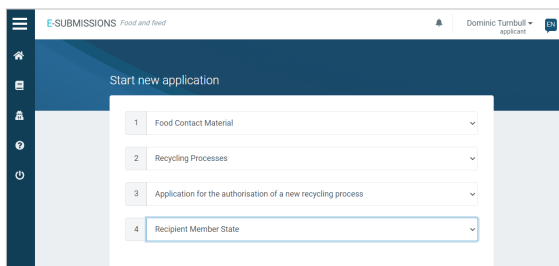 E-SUBMISSIONS Food and feed
Dominic Turnbull
applicant
EN
Start new application
1 Food Contact Material
2 Recycling Processes
3 Application for the authorisation of a new recycling process
4 Recipient Member State